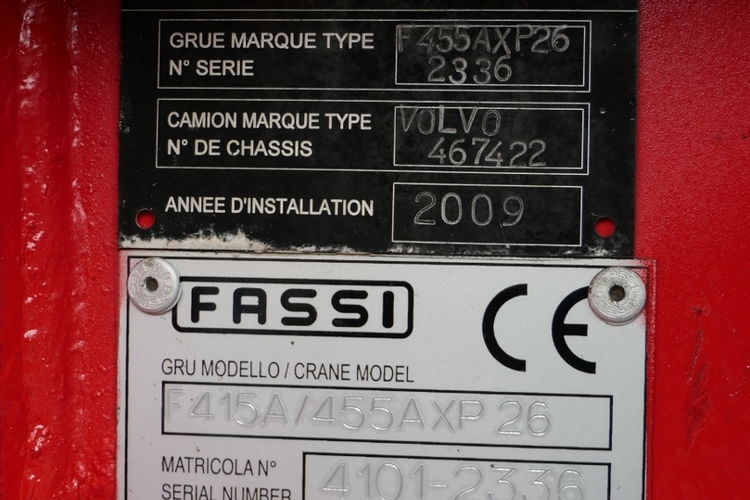 GRUE MARQUE TYPE F455AXP26
N° SERIE 2336
CAMION MARQUE TYPE VOLVO
N° DE CHASSIS 467422
ANNEE D'INSTALLATION 2009
FASSI CE
GRU MODELLO / CRANE MODEL
F415A/455AXP 26
MATRICOLA N°
SERIAL NUMBER 4101-2336